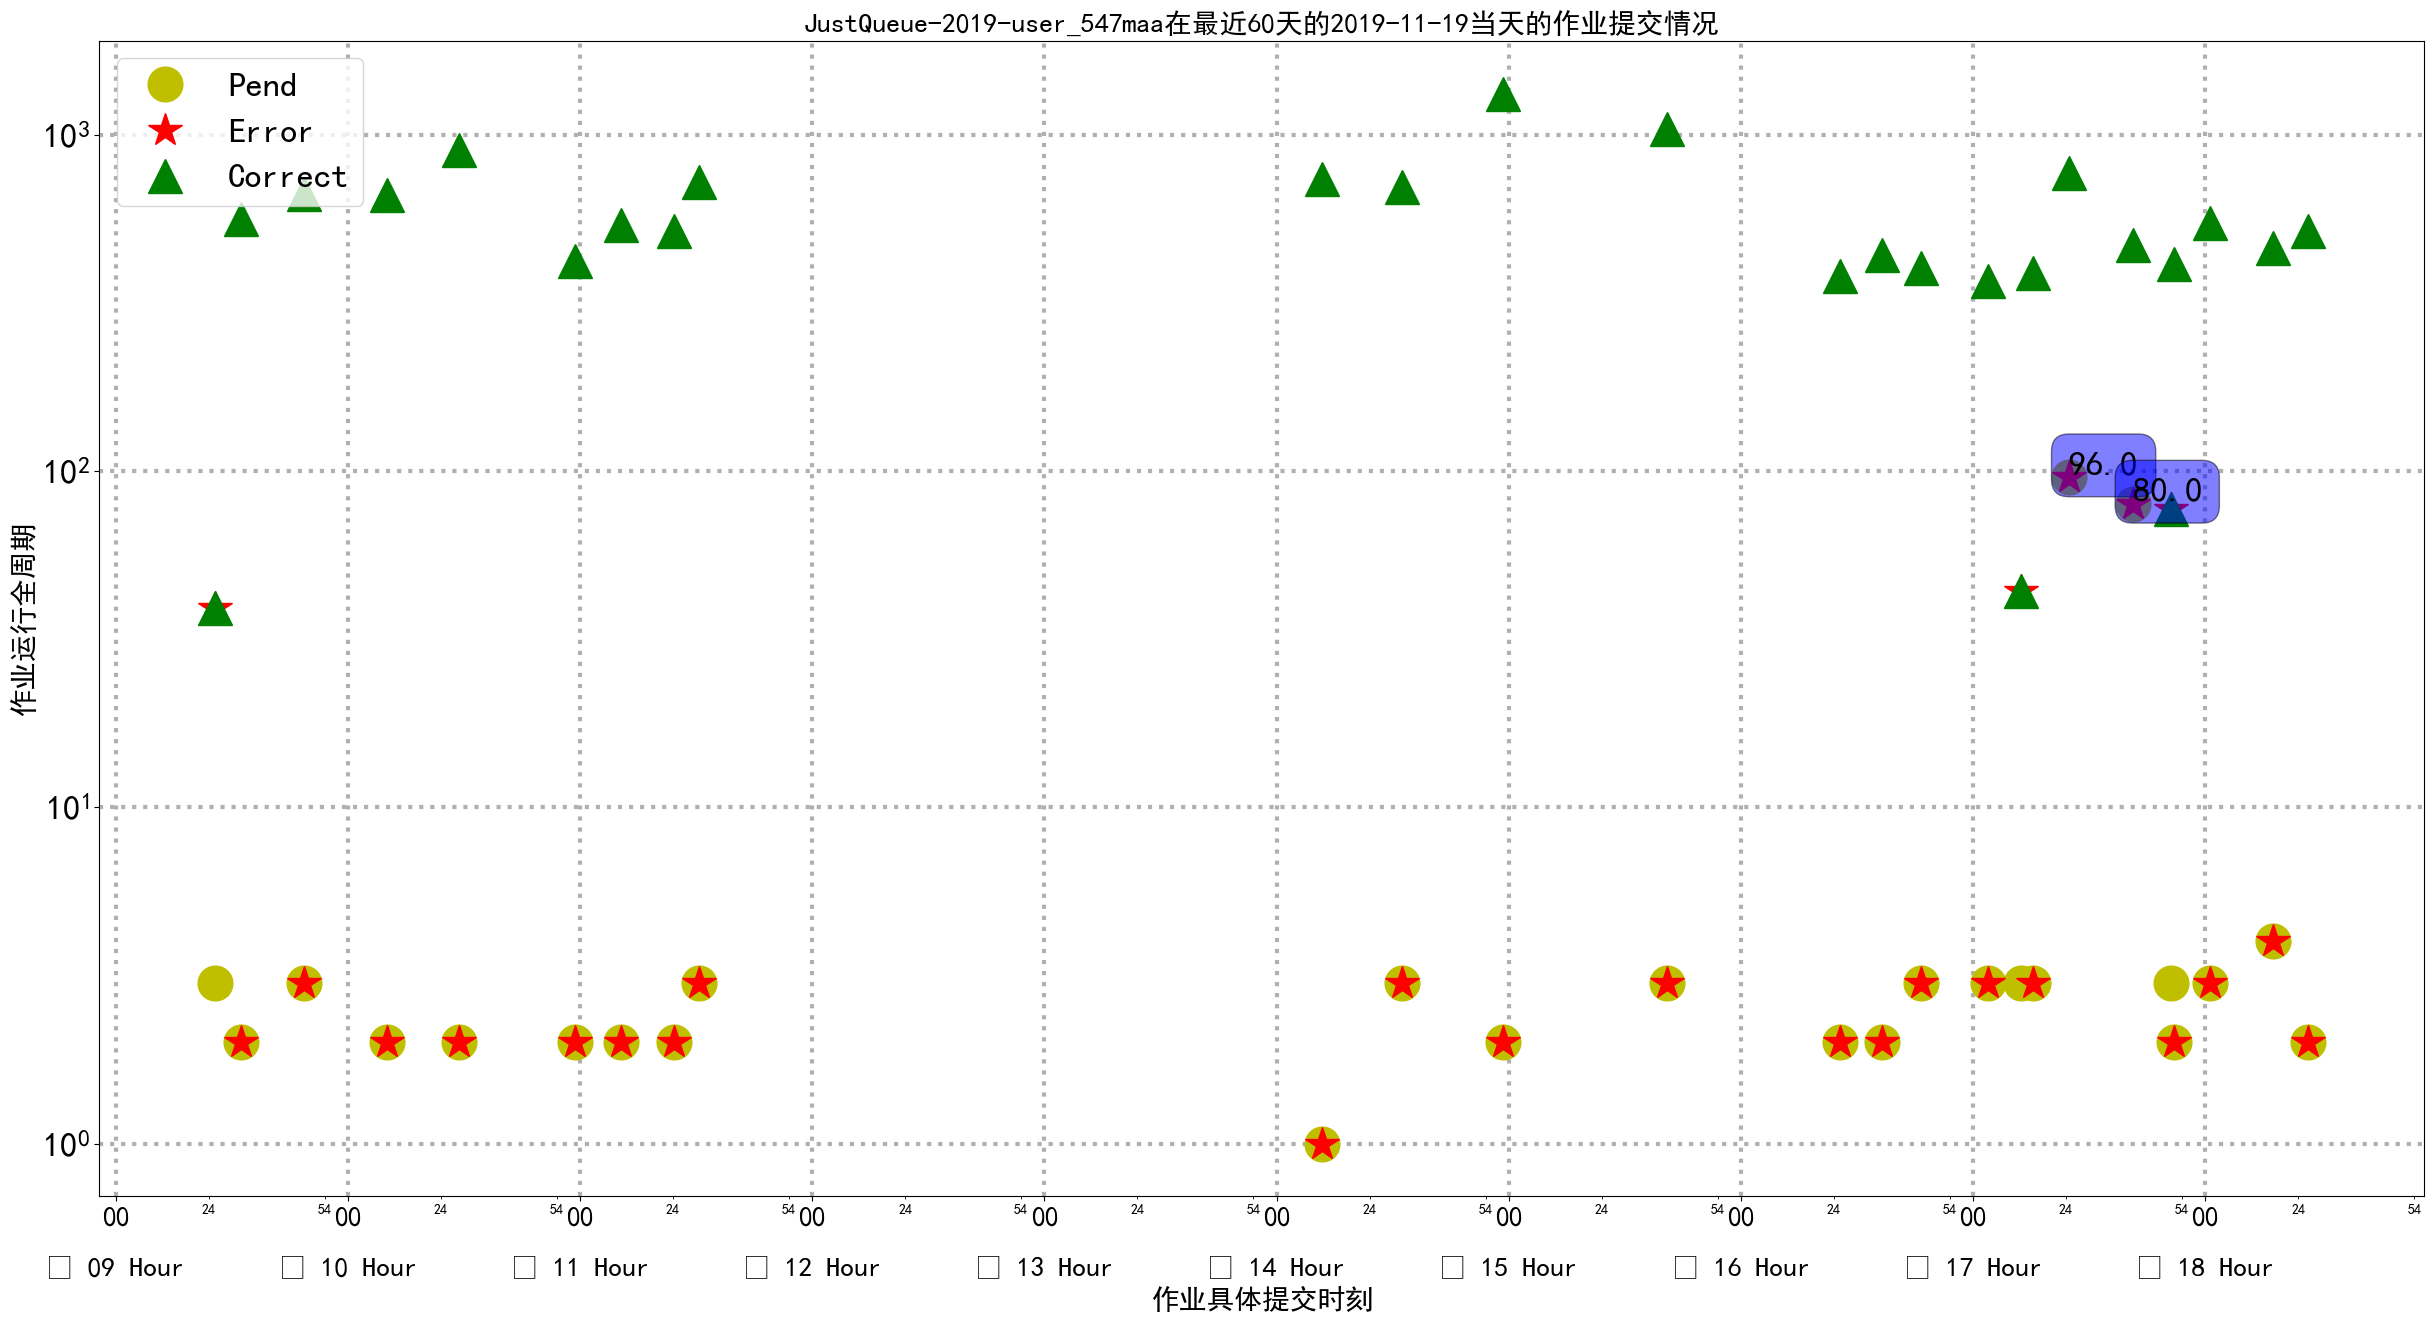 JustQueue-2019-user_547maa在最近60天的2019-11-19当天的作业提交情况
Pend
Error
Correct
10³
10²
10¹
10⁰
作业运行全周期
96.0
80.0
00 24 54 00 24 54 00 24 54 00 24 54 00 24 54 00 24 54 00 24 54 00 24 54 00 24 54 00 24 54
□ 09 Hour □ 10 Hour □ 11 Hour □ 12 Hour □ 13 Hour □ 14 Hour □ 15 Hour □ 16 Hour □ 17 Hour □ 18 Hour
作业具体提交时刻